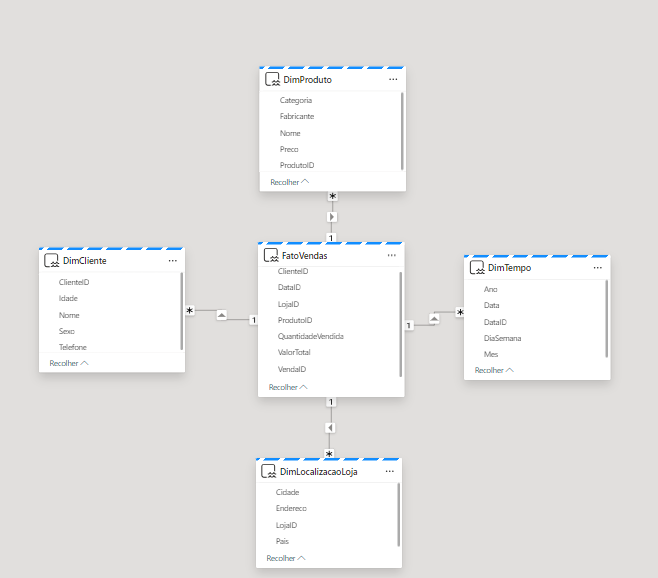 DimProduto
Categoria
Fabricante
Nome
Preco
ProdutoID
Recolher
*
1
DimCliente
ClienteID
Idade
Nome
Sexo
Telefone
Recolher
*
1
FatoVendas
ClienteID
DataID
LojaID
ProdutoID
QuantidadeVendida
ValorTotal
VendaID
Recolher
1
*
DimTempo
Ano
Data
DataID
DiaSemana
Mes
Recolher
1
*
DimLocalizacaoLoja
Cidade
Endereco
LojaID
Pais
Recolher